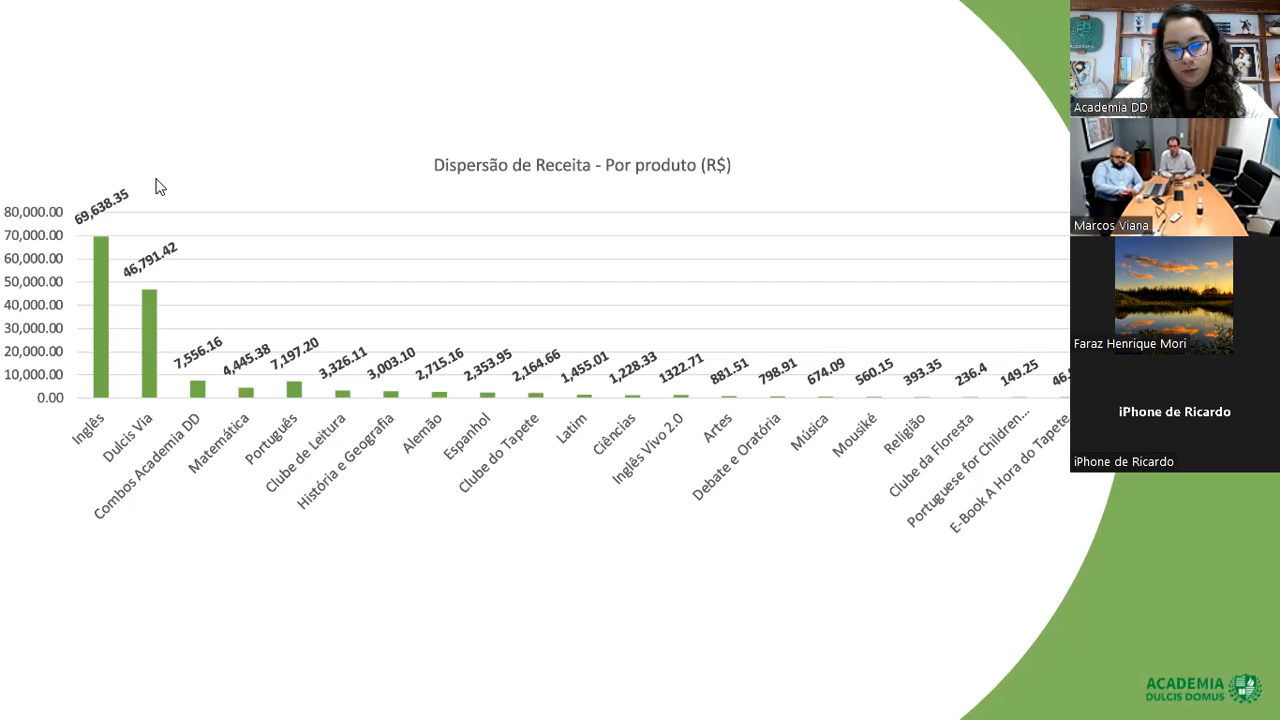 Dispersão de Receita - Por produto (R$)
80,000.00
70,000.00
60,000.00
50,000.00
40,000.00
30,000.00
20,000.00
10,000.00
0.00
69,638.35
46,791.42
7,556.16
4,445.38
7,197.20
3,326.11
3,003.10
2,715.16
2,353.95
2,164.66
1,455.01
1,228.33
1322.71
881.51
798.91
674.09
560.15
393.35
236.4
149.25
Inglês
Dulcis Via
Combos Academia DD
Matemática
Português
Clube de Leitura
História e Geografia
Alemão
Espanhol
Clube do Tapete
Latim
Ciências
Inglês Vivo 2.0
Artes
Debate e Oratória
Música
Mousikê
Religião
Clube da Floresta
Portuguese for Children...
E-Book A Hora do Tapete
Academia DD
Marcos Viana
Faraz Henrique Mori
iPhone de Ricardo
iPhone de Ricardo
ACADEMIA
DULCIS DOMUS